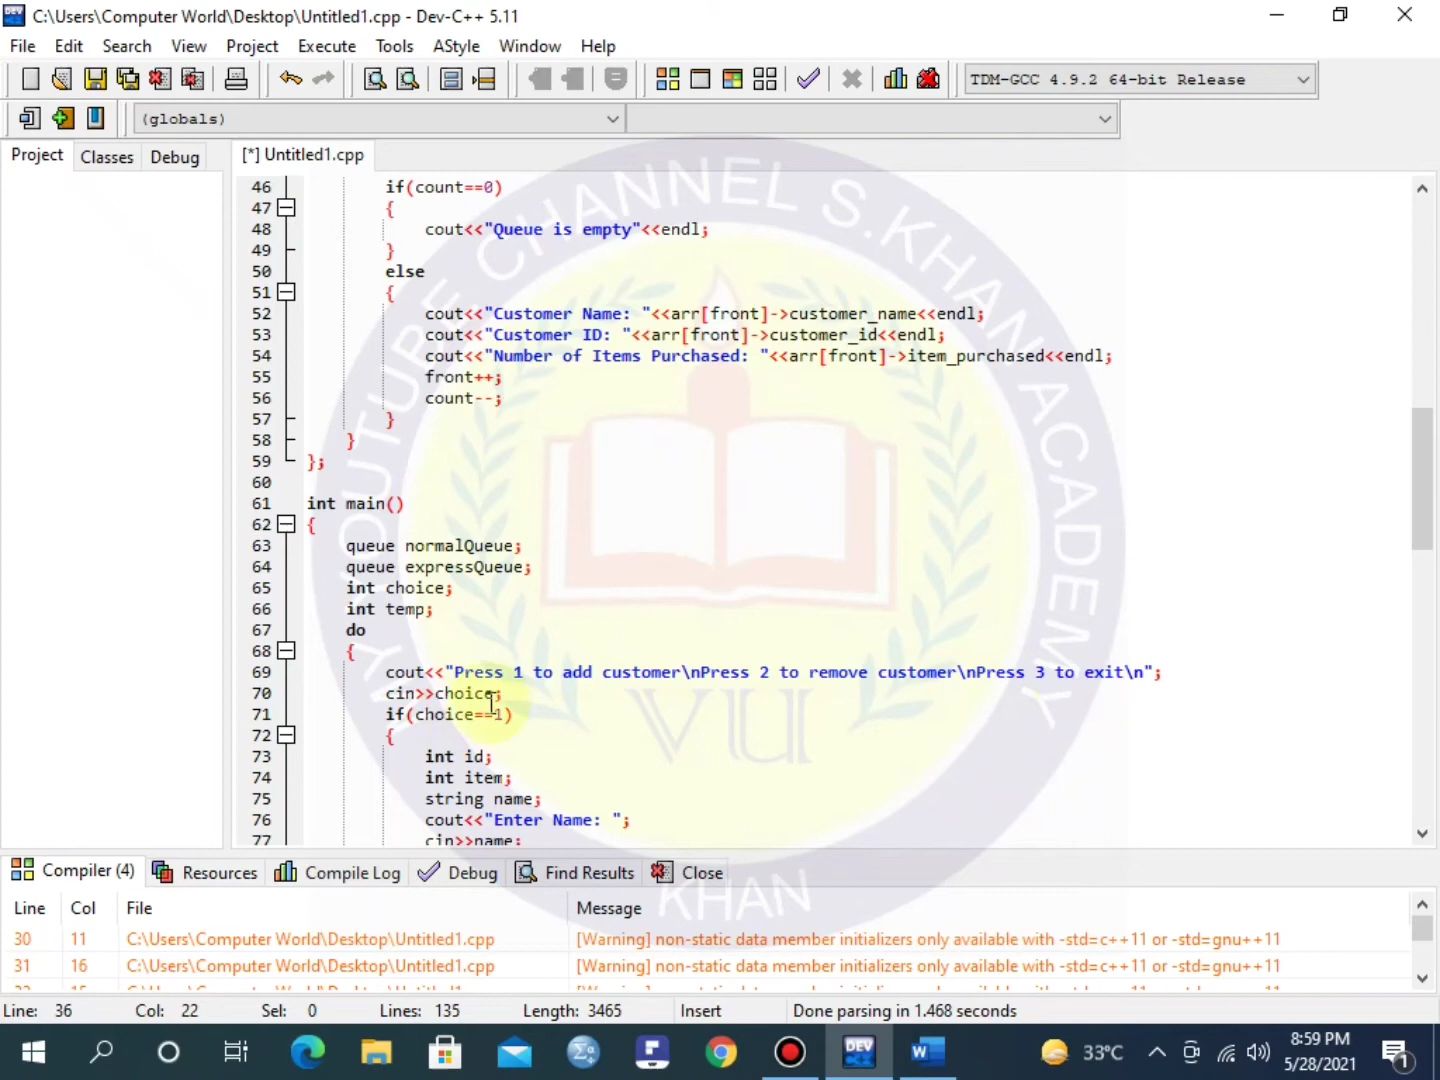 C:\Users\Computer World\Desktop\Untitled1.cpp - Dev-C++ 5.11
File Edit Search View Project Execute Tools AStyle Window Help
TDM-GCC 4.9.2 64-bit Release
(globals)
Project Classes Debug [*] Untitled1.cpp
46 if(count==0)
47 {
48 cout<<"Queue is empty"<<endl;
49 }
50 else
51 {
52 cout<<"Customer Name: "<<arr[front]->customer_name<<endl;
53 cout<<"Customer ID: "<<arr[front]->customer_id<<endl;
54 cout<<"Number of Items Purchased: "<<arr[front]->item_purchased<<endl;
55 front++;
56 count--;
57 }
58 }
59 };
60
61 int main()
62 {
63 queue normalQueue;
64 queue expressQueue;
65 int choice;
66 int temp;
67 do
68 {
69 cout<<"Press 1 to add customer\nPress 2 to remove customer\nPress 3 to exit\n";
70 cin>>choice;
71 if(choice==1)
72 {
73 int id;
74 int item;
75 string name;
76 cout<<"Enter Name: ";
77 cin>>name;
MY YOUTUBE CHANNEL S.KHAN ACADEMY
VU
KHAN
Compiler (4) Resources Compile Log Debug Find Results Close
Line Col File Message
30 11 C:\Users\Computer World\Desktop\Untitled1.cpp [Warning] non-static data member initializers only available with -std=c++11 or -std=gnu++11
31 16 C:\Users\Computer World\Desktop\Untitled1.cpp [Warning] non-static data member initializers only available with -std=c++11 or -std=gnu++11
Line: 36 Col: 22 Sel: 0 Lines: 135 Length: 3465 Insert Done parsing in 1.468 seconds
DEV
W
33°C
8:59 PM
5/28/2021
1